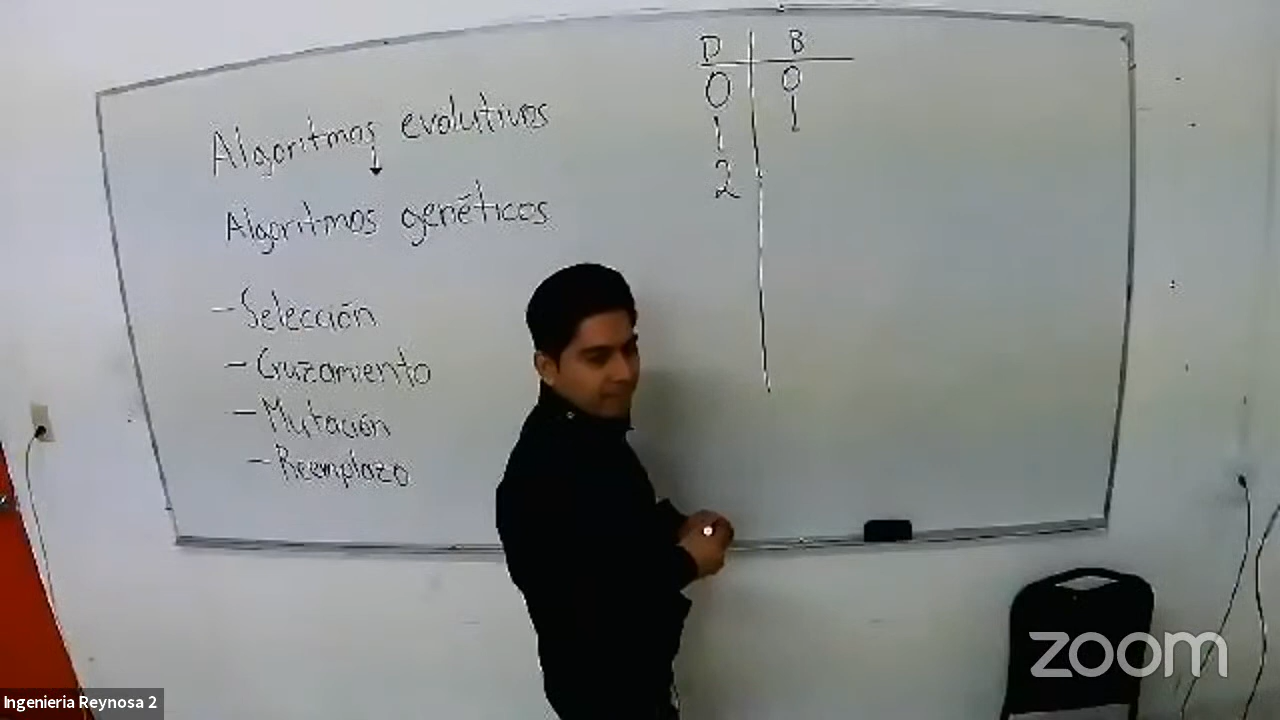 Algoritmos evolutivos
↓
Algoritmos genéticos
- Selección
- Cruzamiento
- Mutación
- Reemplazo
D B
0 0
1 1
2
zoom
Ingenieria Reynosa 2